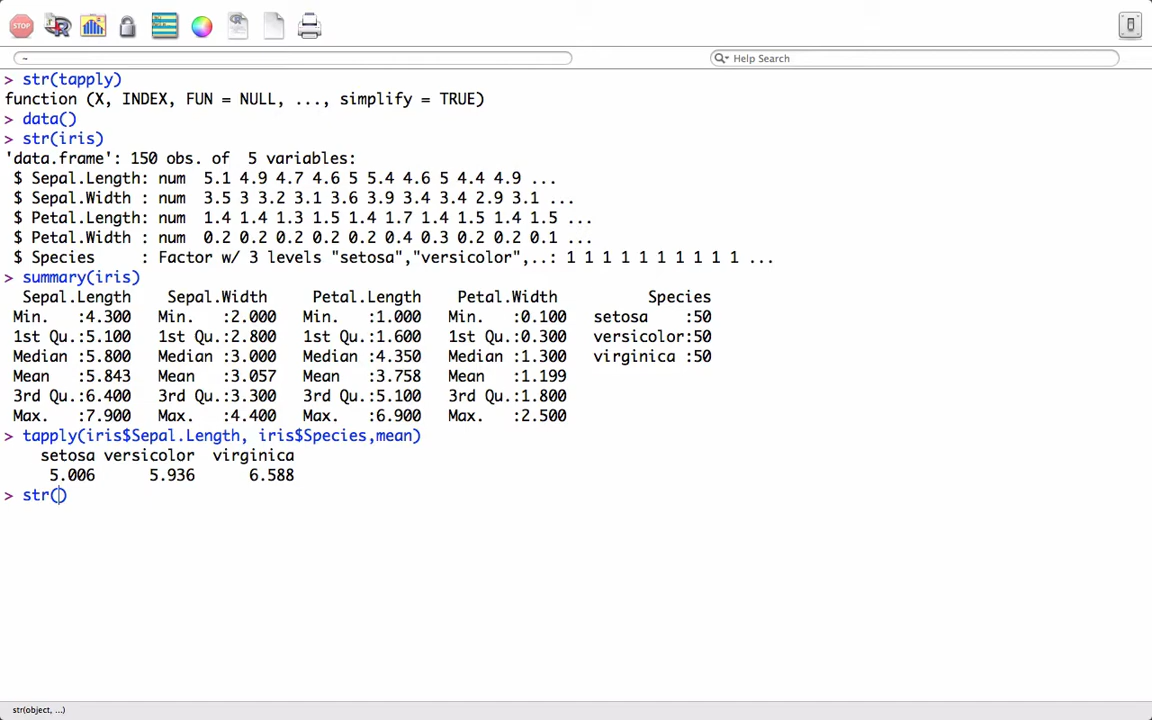 STOP
~
Help Search
> str(tapply)
function (X, INDEX, FUN = NULL, ..., simplify = TRUE)
> data()
> str(iris)
'data.frame': 150 obs. of  5 variables:
 $ Sepal.Length: num  5.1 4.9 4.7 4.6 5 5.4 4.6 5 4.4 4.9 ...
 $ Sepal.Width : num  3.5 3 3.2 3.1 3.6 3.9 3.4 3.4 2.9 3.1 ...
 $ Petal.Length: num  1.4 1.4 1.3 1.5 1.4 1.7 1.4 1.5 1.4 1.5 ...
 $ Petal.Width : num  0.2 0.2 0.2 0.2 0.2 0.4 0.3 0.2 0.2 0.1 ...
 $ Species     : Factor w/ 3 levels "setosa","versicolor",..: 1 1 1 1 1 1 1 1 1 1 ...
> summary(iris)
  Sepal.Length    Sepal.Width     Petal.Length    Petal.Width          Species
 Min.   :4.300   Min.   :2.000   Min.   :1.000   Min.   :0.100   setosa    :50
 1st Qu.:5.100   1st Qu.:2.800   1st Qu.:1.600   1st Qu.:0.300   versicolor:50
 Median :5.800   Median :3.000   Median :4.350   Median :1.300   virginica :50
 Mean   :5.843   Mean   :3.057   Mean   :3.758   Mean   :1.199
 3rd Qu.:6.400   3rd Qu.:3.300   3rd Qu.:5.100   3rd Qu.:1.800
 Max.   :7.900   Max.   :4.400   Max.   :6.900   Max.   :2.500
> tapply(iris$Sepal.Length, iris$Species,mean)
    setosa versicolor  virginica
     5.006      5.936      6.588
> str()
str(object, ...)